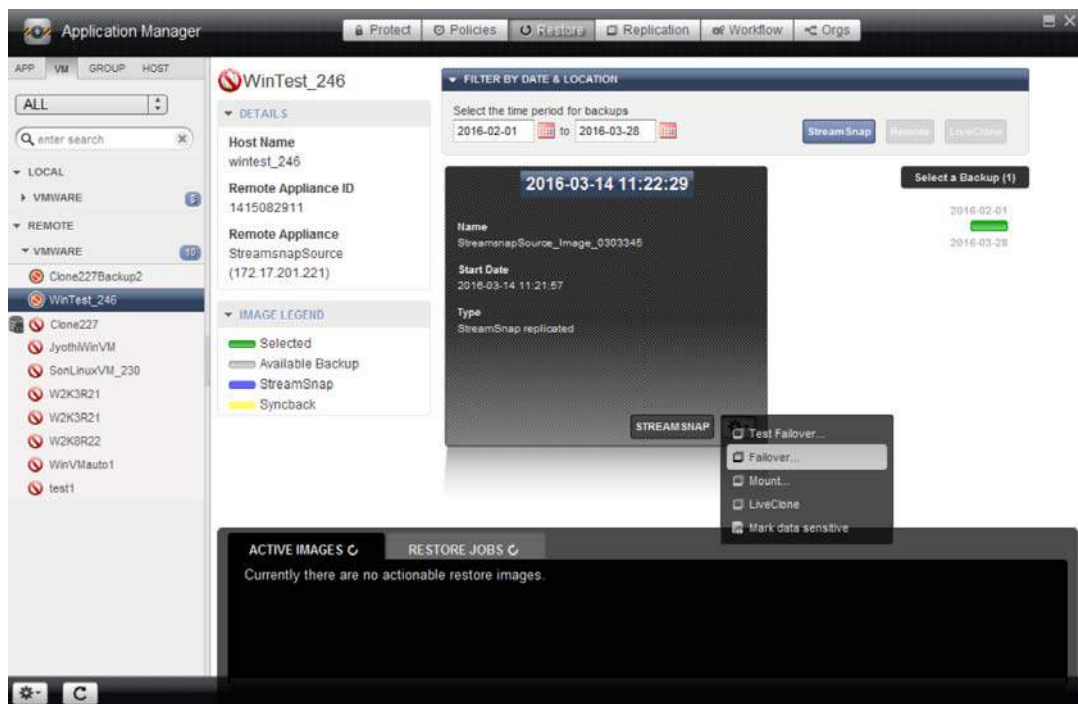 Application Manager
Protect
Policies
Restore
Replication
Workflow
Orgs
APP
VM
GROUP
HOST
ALL
enter search
LOCAL
VMWARE
REMOTE
VMWARE
10
Clone227Backup2
WinTest_246
Clone227
JyothiWinVM
SonLinuxVM_230
W2K3R21
W2K3R21
W2K8R22
WinVMauto1
test1
WinTest_246
DETAILS
Host Name
wintest_246
Remote Appliance ID
1415082911
Remote Appliance
StreamsnapSource
(172.17.201.221)
IMAGE LEGEND
Selected
Available Backup
StreamSnap
Syncback
FILTER BY DATE & LOCATION
Select the time period for backups
2016-02-01 to 2016-03-28
StreamSnap
Remote
LiveClone
2016-03-14 11:22:29
Name
StreamsnapSource_Image_0303345
Start Date
2016-03-14 11:21:57
Type
StreamSnap replicated
STREAMSNAP
Select a Backup (1)
2016-02-01
2016-03-28
Test Failover...
Failover...
Mount...
LiveClone
Mark data sensitive
ACTIVE IMAGES
RESTORE JOBS
Currently there are no actionable restore images.